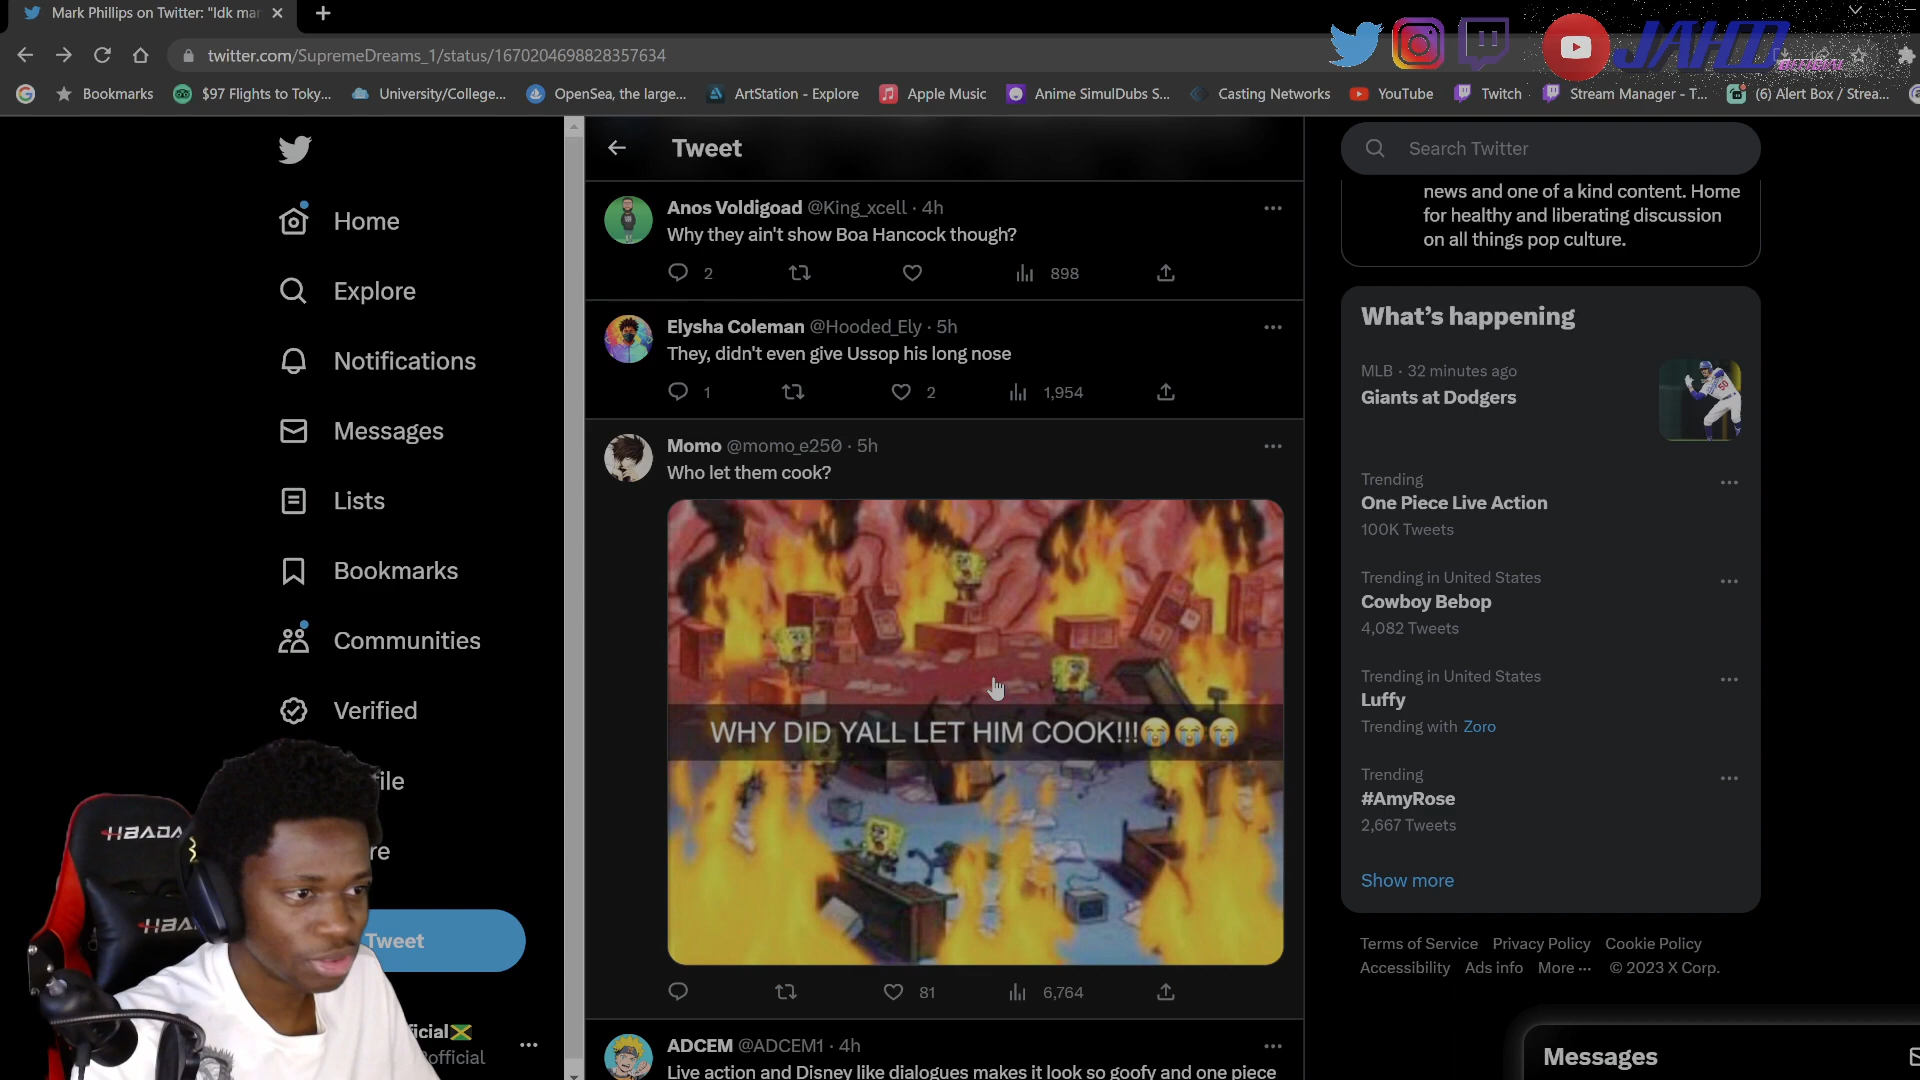 Mark Phillips on Twitter: "Idk mar
twitter.com/SupremeDreams_1/status/1670204698828357634
JAHD
OFFICIAL
Bookmarks
$97 Flights to Toky...
University/College...
OpenSea, the large...
ArtStation - Explore
Apple Music
Anime SimulDubs S...
Casting Networks
YouTube
Twitch
Stream Manager - T...
(6) Alert Box / Strea...
Home
Explore
Notifications
Messages
Lists
Bookmarks
Communities
Verified
file
re
Tweet
ficial
official
HBADA
HBA
Tweet
Anos Voldigoad @King_xcell · 4h
Why they ain't show Boa Hancock though?
2
898
Elysha Coleman @Hooded_Ely · 5h
They, didn't even give Ussop his long nose
1
2
1,954
Momo @momo_e250 · 5h
Who let them cook?
WHY DID YALL LET HIM COOK!!!😭😭😭
81
6,764
ADCEM @ADCEM1 · 4h
Live action and Disney like dialogues makes it look so goofy and one piece
Search Twitter
news and one of a kind content. Home
for healthy and liberating discussion
on all things pop culture.
What's happening
MLB · 32 minutes ago
Giants at Dodgers
Trending
One Piece Live Action
100K Tweets
Trending in United States
Cowboy Bebop
4,082 Tweets
Trending in United States
Luffy
Trending with Zoro
Trending
#AmyRose
2,667 Tweets
Show more
Terms of Service Privacy Policy Cookie Policy
Accessibility Ads info More ··· © 2023 X Corp.
Messages